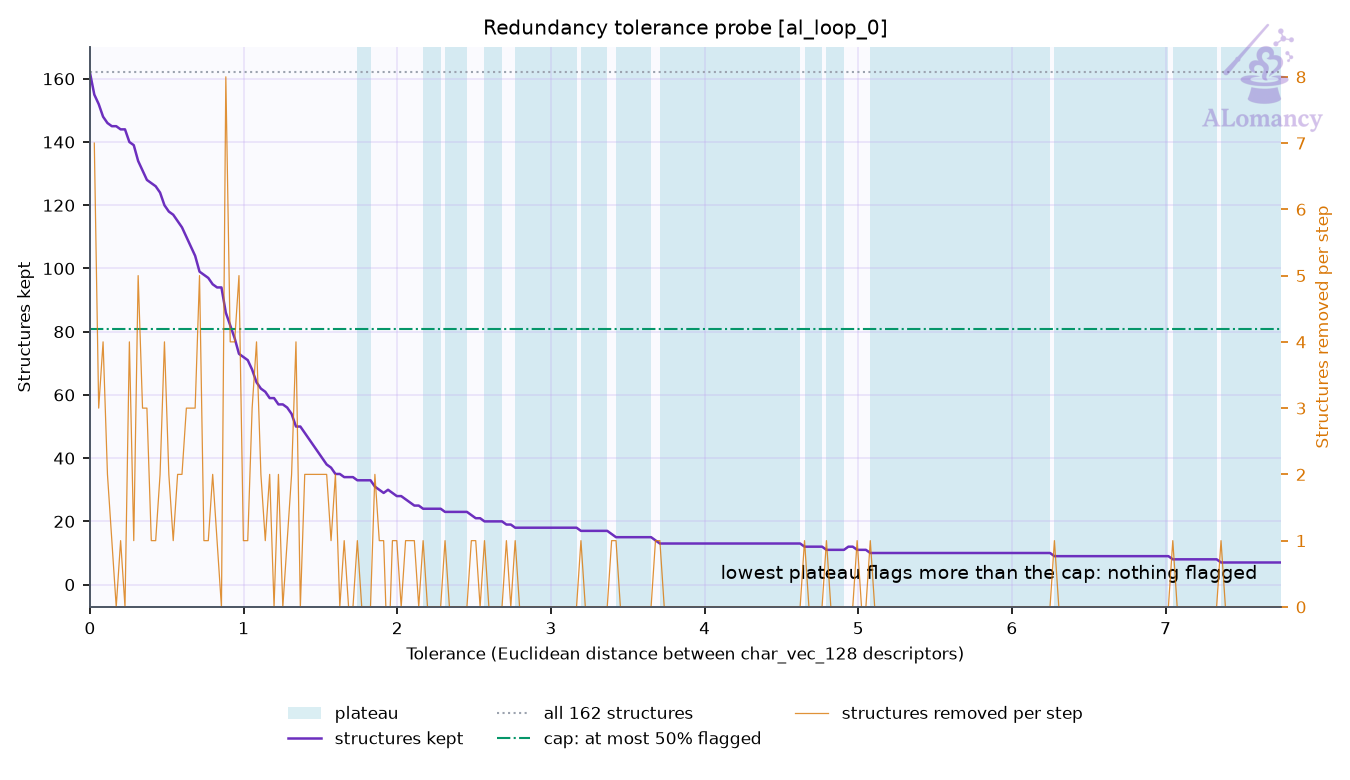 Redundancy tolerance probe [al_loop_0]
ALomancy
Structures kept
160
140
120
100
80
60
40
20
0
8
7
6
5
4
3
2
1
0
Structures removed per step
lowest plateau flags more than the cap: nothing flagged
0 1 2 3 4 5 6 7
Tolerance (Euclidean distance between char_vec_128 descriptors)
plateau
structures kept
all 162 structures
cap: at most 50% flagged
structures removed per step